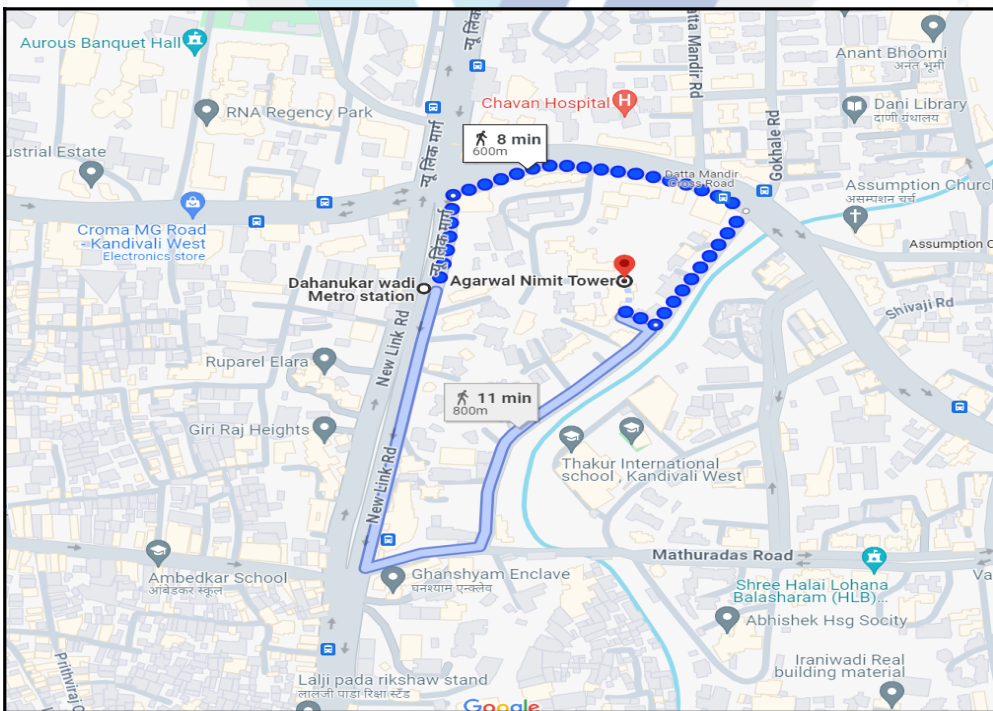 न्यू लिंक मार्ग
Aurous Banquet Hall
Datta Mandir Rd
Anant Bhoomi
अनंत भूमी
Chavan Hospital
H
Dani Library
दाणी ग्रंथालय
RNA Regency Park
न्यू लिंक मार्ग
Gokhale Rd
8 min
600m
ustrial Estate
Datta Mandir
Cross Road
Assumption Church
असम्पशन चर्च
Croma MG Road
- Kandivali West
Electronics store
न्यू लिंक मार्ग
Assumption C
Dahanukar wadi
Metro station
Agarwal Nimit Tower
Shivaji Rd
New Link Rd
Ruparel Elara
11 min
800m
Giri Raj Heights
Thakur International
school , Kandivali West
New Link Rd
Mathuradas Road
Ambedkar School
आंबेडकर स्कूल
Ghanshyam Enclave
घनश्याम एन्क्लेव
Va
Shree Halai Lohana
Balasharam (HLB)...
Abhishek Hsg Socity
Prithviraj
Iraniwadi Real
building material
Lalji pada rikshaw stand
लालजी पाडा रिक्षा स्टँड
Google